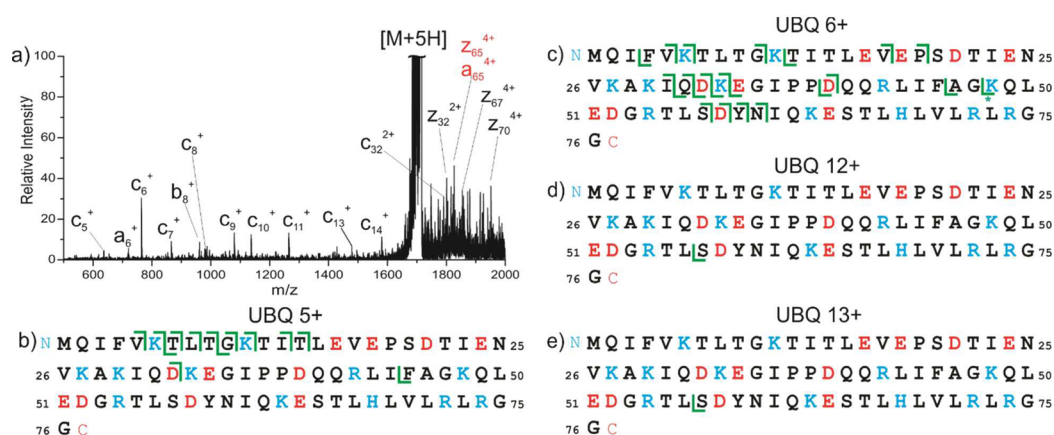 a)
[M+5H]
z65 4+
a65 4+
z67 4+
z70 4+
z32 2+
c32 2+
c8+
c6+
b8+
c5+
a6+
c7+
c9+
c10+
c11+
c13+
c14+
Relative Intensity
100
80
60
40
20
0
600 800 1000 1200 1400 1600 1800 2000
m/z
UBQ 5+
b) N M Q I F V K T L T G K T I T L E V E P S D T I E N 25
26 V K A K I Q D K E G I P P D Q Q R L I F A G K Q L 50
51 E D G R T L S D Y N I Q K E S T L H L V L R L R G 75
76 G C
UBQ 6+
c) N M Q I F V K T L T G K T I T L E V E P S D T I E N 25
26 V K A K I Q D K E G I P P D Q Q R L I F A G K Q L 50
*
51 E D G R T L S D Y N I Q K E S T L H L V L R L R G 75
76 G C
UBQ 12+
d) N M Q I F V K T L T G K T I T L E V E P S D T I E N 25
26 V K A K I Q D K E G I P P D Q Q R L I F A G K Q L 50
51 E D G R T L S D Y N I Q K E S T L H L V L R L R G 75
76 G C
UBQ 13+
e) N M Q I F V K T L T G K T I T L E V E P S D T I E N 25
26 V K A K I Q D K E G I P P D Q Q R L I F A G K Q L 50
51 E D G R T L S D Y N I Q K E S T L H L V L R L R G 75
76 G C